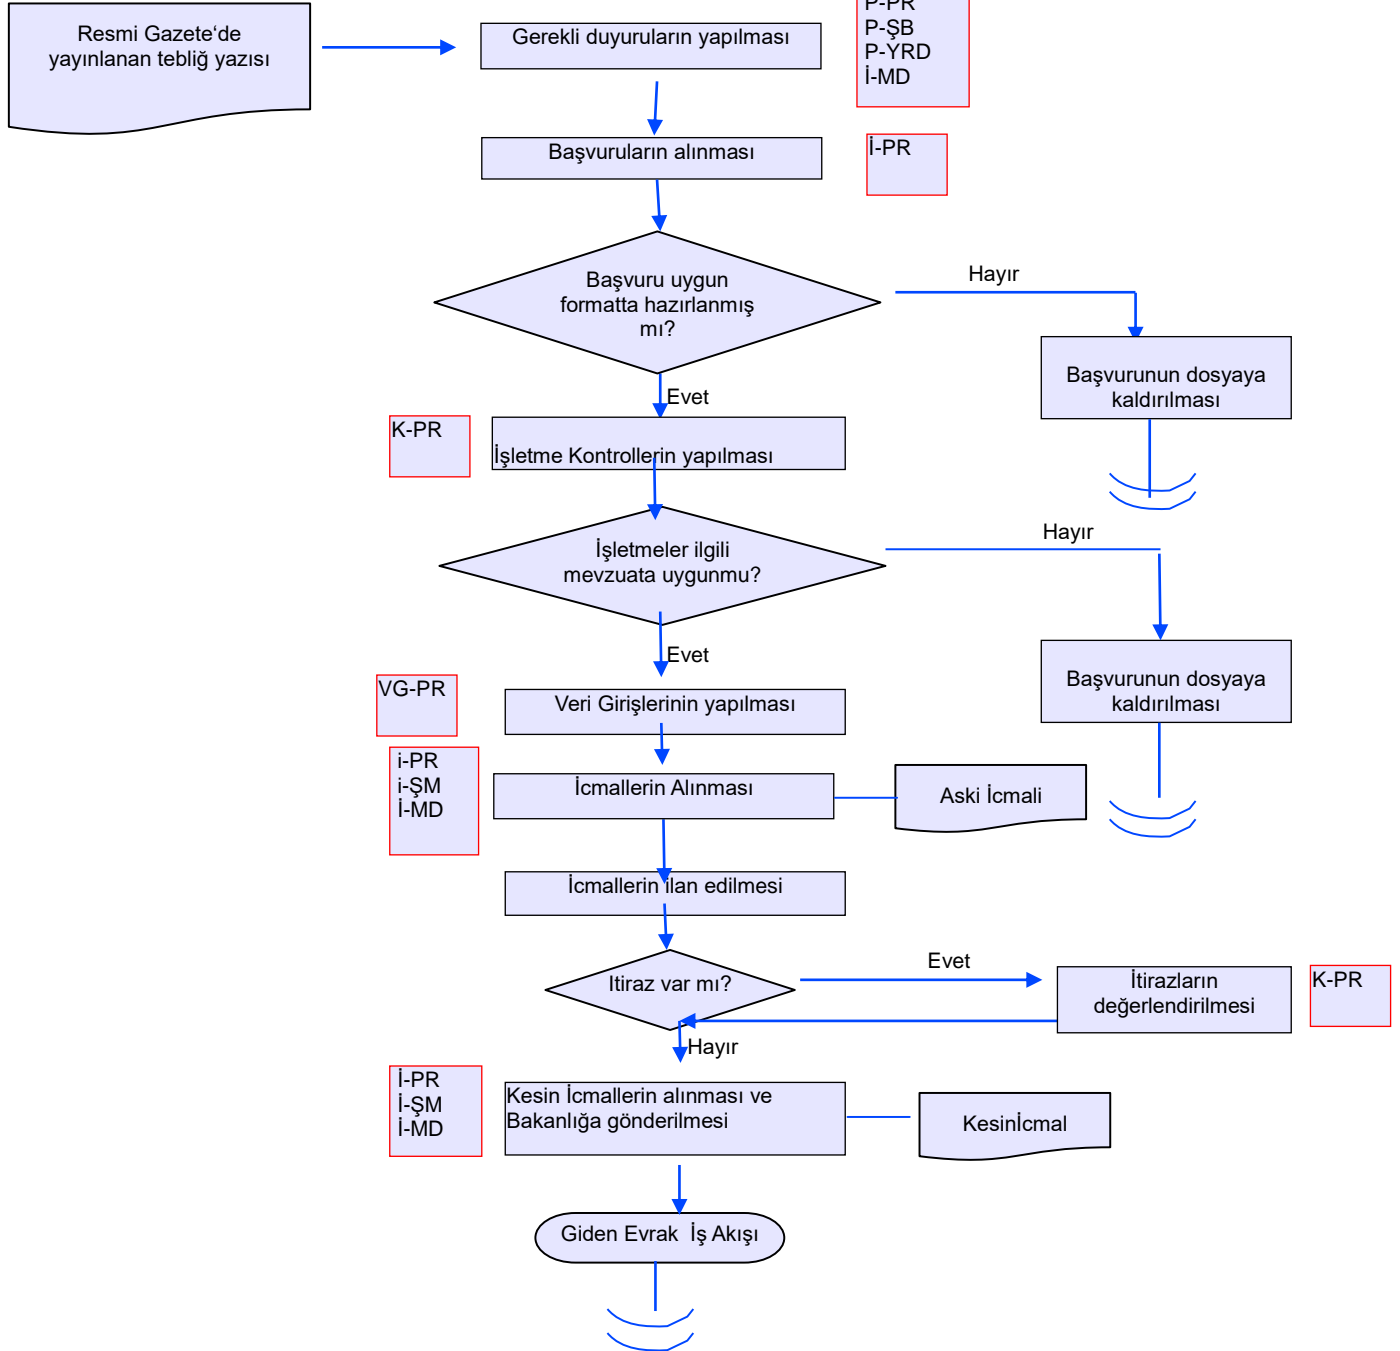 P-PR
Resmi Gazete‘de
yayınlanan tebliğ yazısı
Gerekli duyuruların yapılması
P-ŞB
P-YRD
İ-MD
Başvuruların alınması
İ-PR
Başvuru uygun
formatta hazırlanmış
mı?
Hayır
Başvurunun dosyaya
kaldırılması
Evet
K-PR
İşletme Kontrollerin yapılması
İşletmeler ilgili
mevzuata uygunmu?
Hayır
Başvurunun dosyaya
kaldırılması
Evet
VG-PR
Veri Girişlerinin yapılması
i-PR
i-ŞM
İ-MD
İcmallerin Alınması
Aski İcmali
İcmallerin ilan edilmesi
Itiraz var mı?
Evet
İtirazların
değerlendirilmesi
K-PR
Hayır
İ-PR
İ-ŞM
İ-MD
Kesin İcmallerin alınması ve
Bakanlığa gönderilmesi
Kesinİcmal
Giden Evrak  İş Akışı